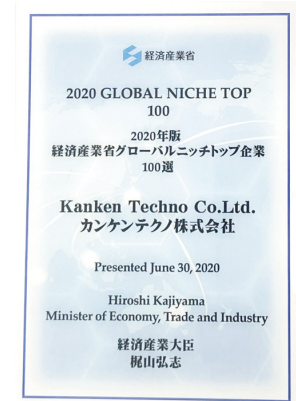 経済産業省
2020 GLOBAL NICHE TOP
100
2020年版
経済産業省グローバルニッチトップ企業
100選
Kanken Techno Co.Ltd.
カンケンテクノ株式会社
Presented June 30, 2020
Hiroshi Kajiyama
Minister of Economy, Trade and Industry
経済産業大臣
梶山弘志